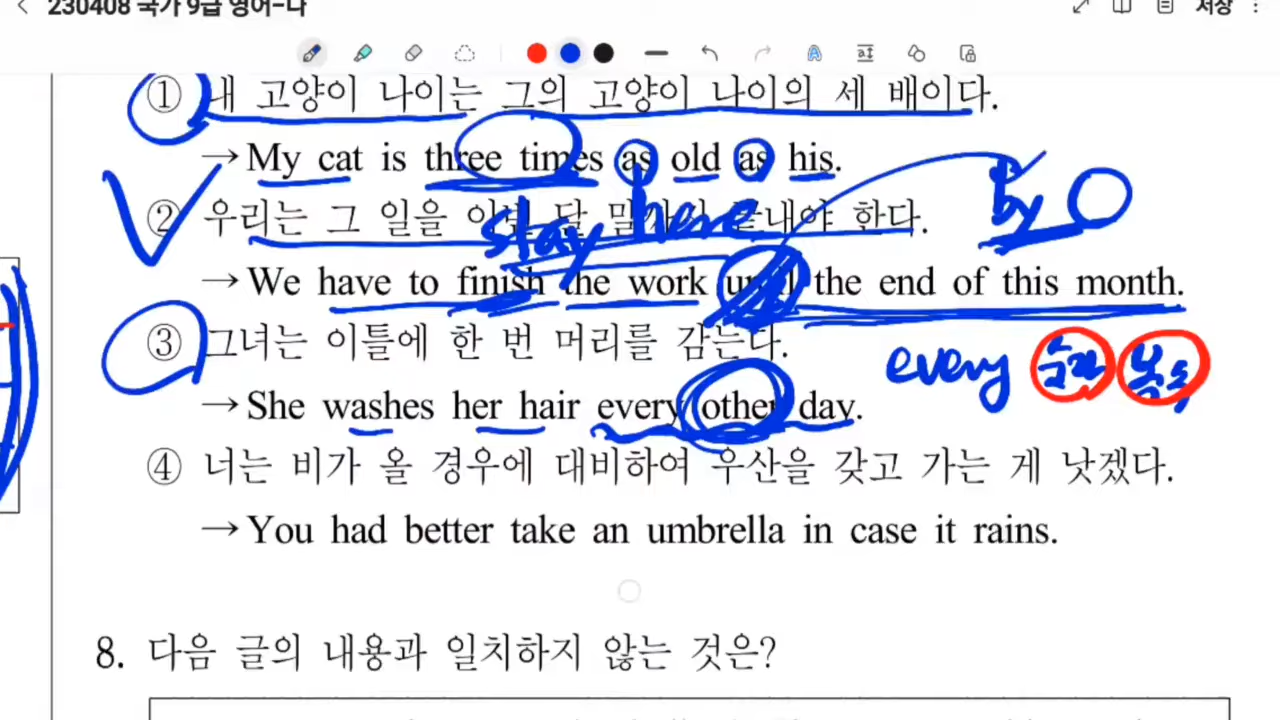 230408 국가 9급 영어-나
저장
① 내 고양이 나이는 그의 고양이 나이의 세 배이다.
→ My cat is three times as old as his.
by
② 우리는 그 일을 이번 달 말까지 끝내야 한다.
stay here
→ We have to finish the work until the end of this month.
③ 그녀는 이틀에 한 번 머리를 감는다.
every 숫자 복수
→ She washes her hair every other day.
④ 너는 비가 올 경우에 대비하여 우산을 갖고 가는 게 낫겠다.
→ You had better take an umbrella in case it rains.
8. 다음 글의 내용과 일치하지 않는 것은?